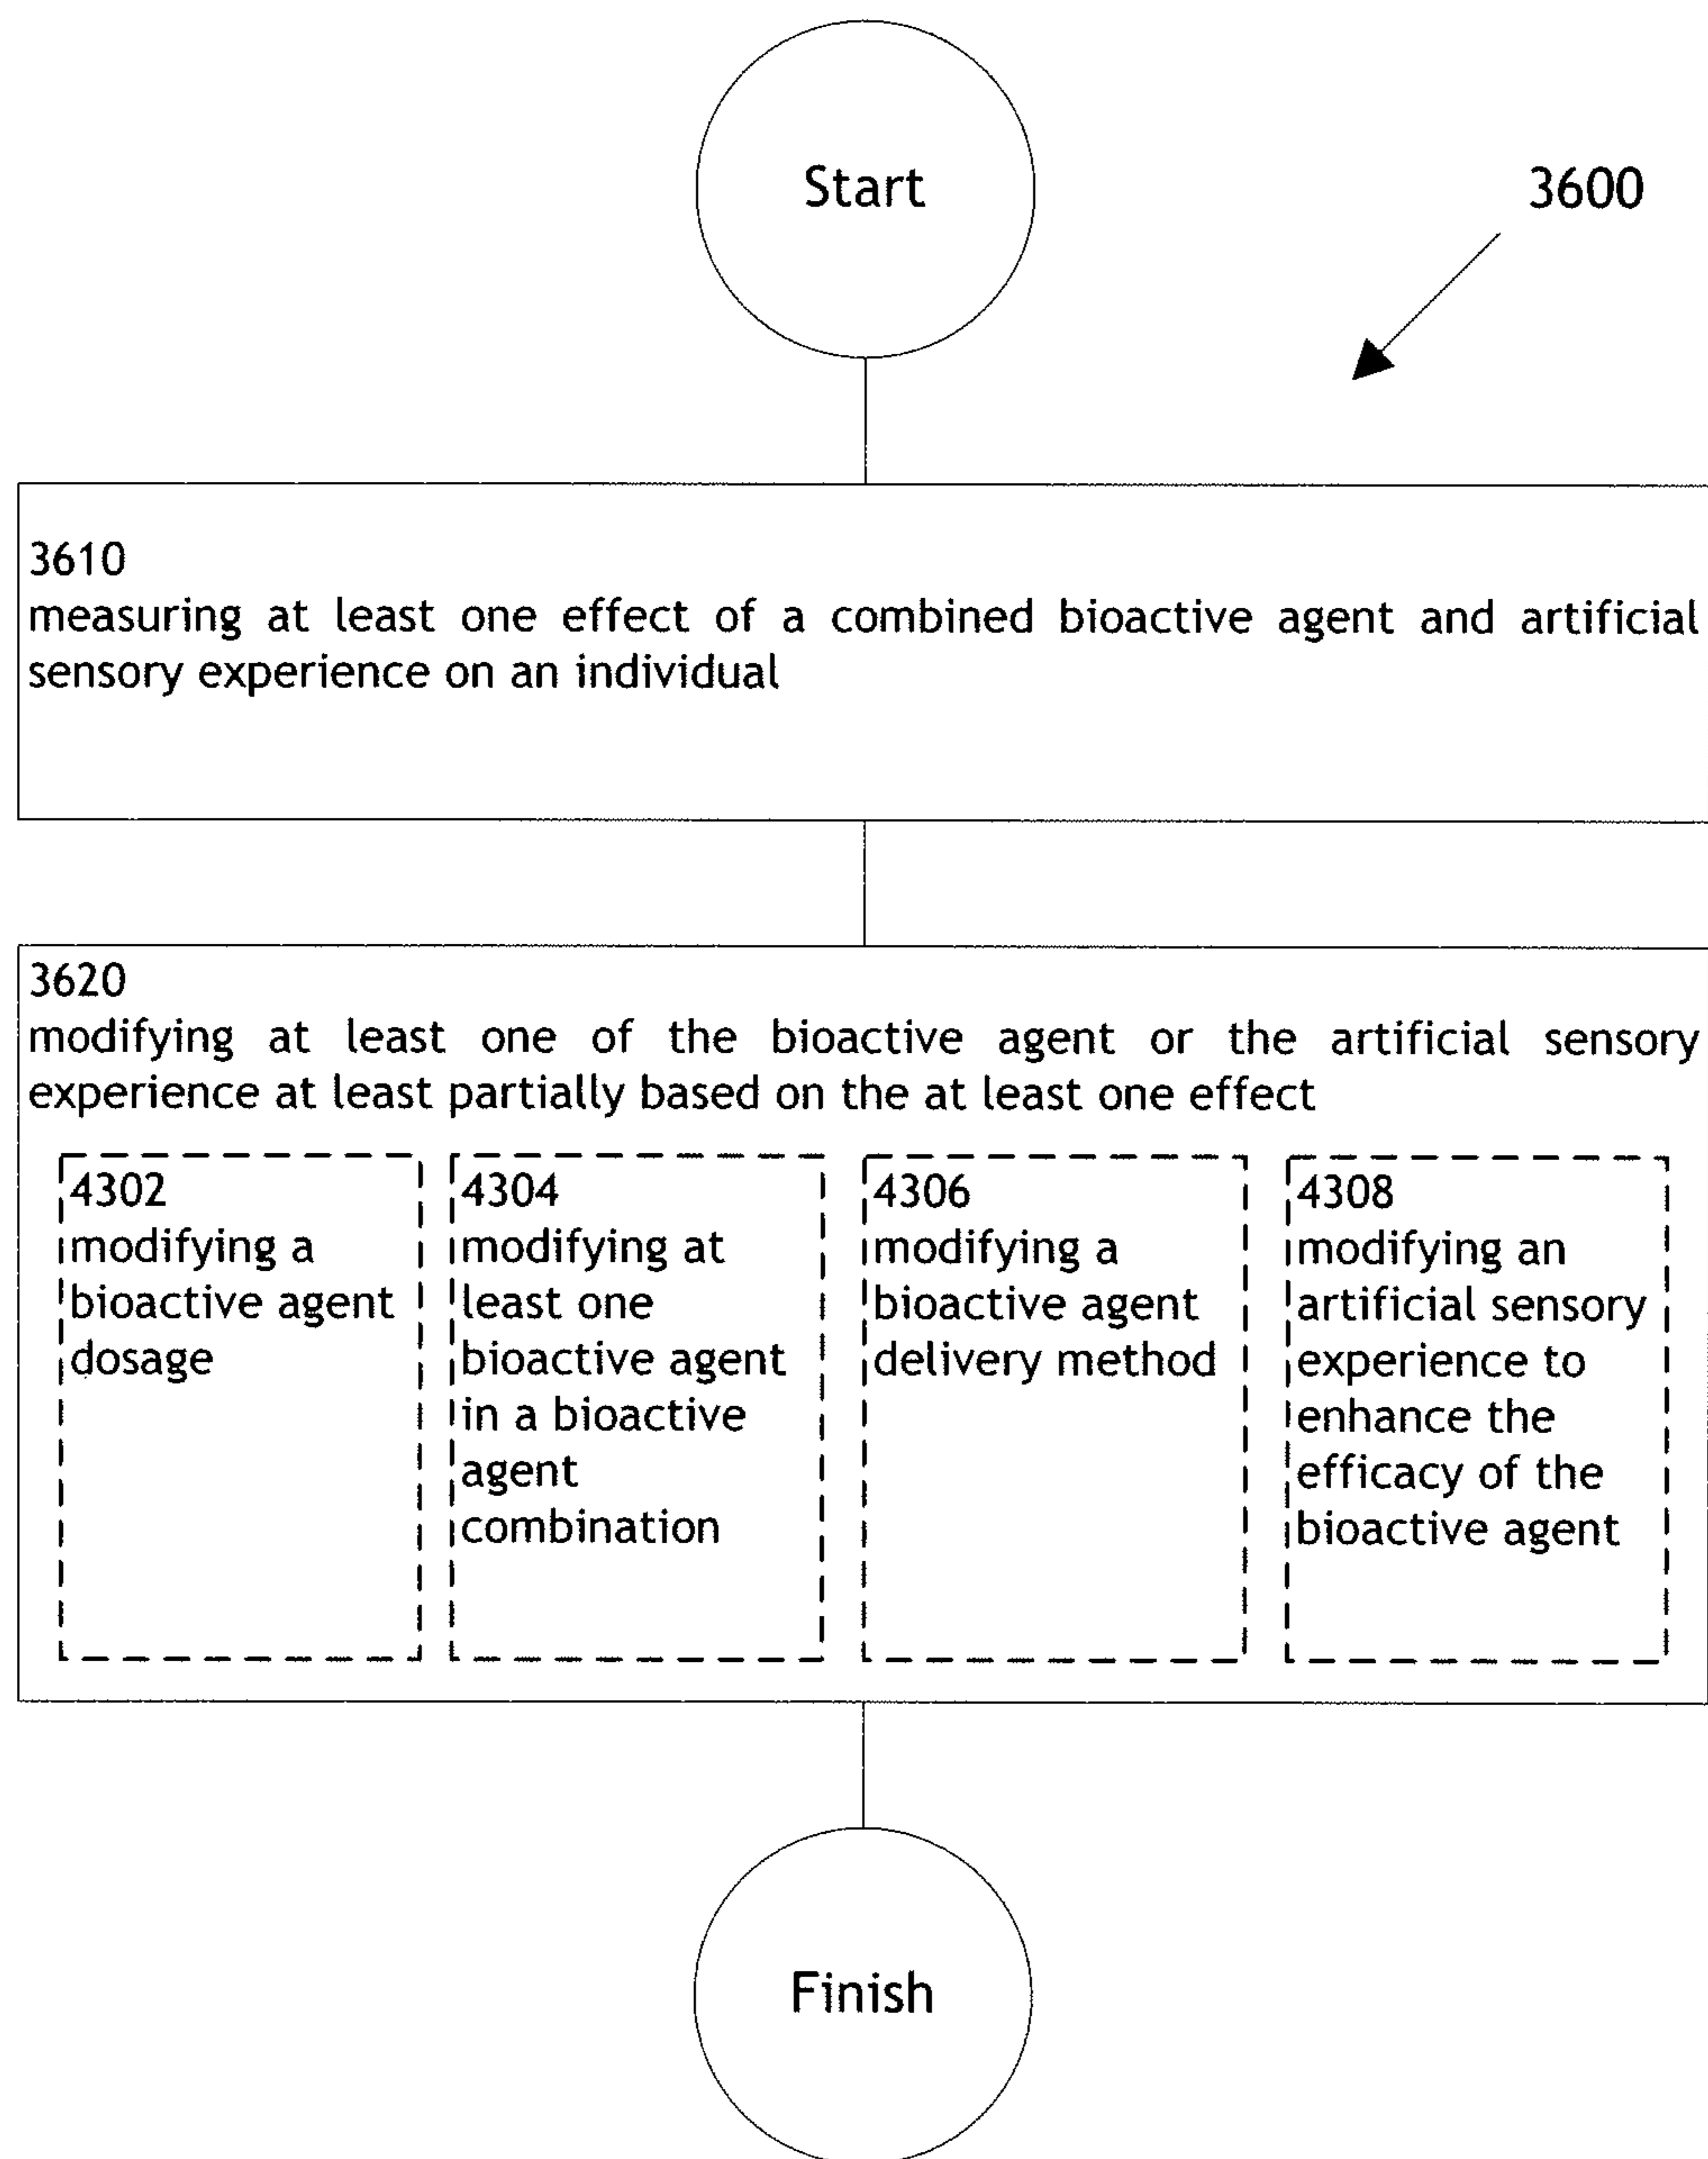 Start
3600
3610
measuring at least one effect of a combined bioactive agent and artificial
sensory experience on an individual
3620
modifying at least one of the bioactive agent or the artificial sensory
experience at least partially based on the at least one effect
4302
modifying a
bioactive agent
dosage
4304
modifying at
least one
bioactive agent
in a bioactive
agent
combination
4306
modifying a
bioactive agent
delivery method
4308
modifying an
artificial sensory
experience to
enhance the
efficacy of the
bioactive agent
Finish